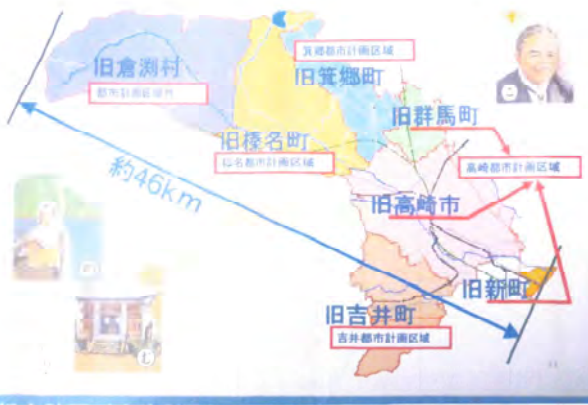 箕郷都市計画区域
旧倉渕村
旧箕郷町
都市計画区域外
旧群馬町
旧榛名町
榛名都市計画区域
高崎都市計画区域
約46km
旧高崎市
旧新町
旧吉井町
吉井都市計画区域